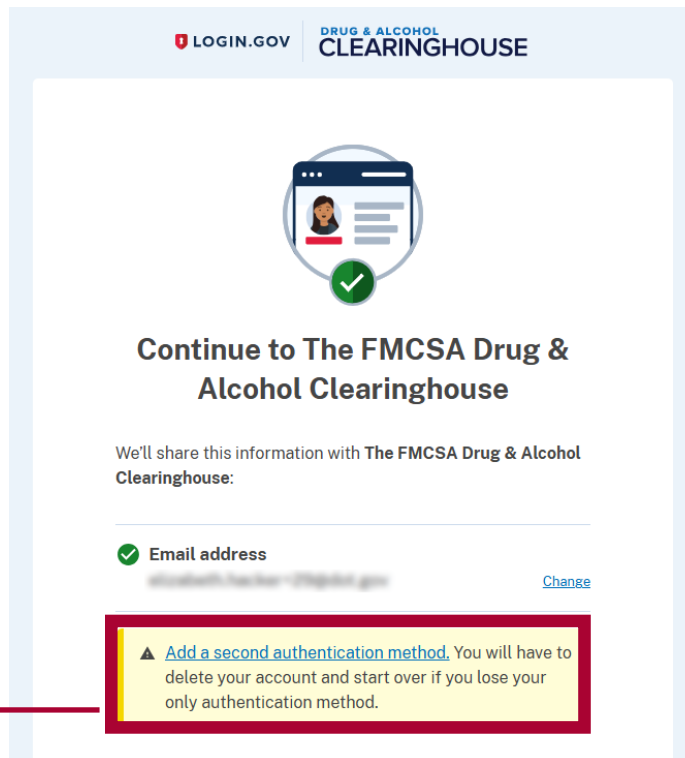 LOGIN.GOV
DRUG & ALCOHOL
CLEARINGHOUSE
Continue to The FMCSA Drug &
Alcohol Clearinghouse
We'll share this information with The FMCSA Drug & Alcohol
Clearinghouse:
Email address
Change
Add a second authentication method. You will have to
delete your account and start over if you lose your
only authentication method.